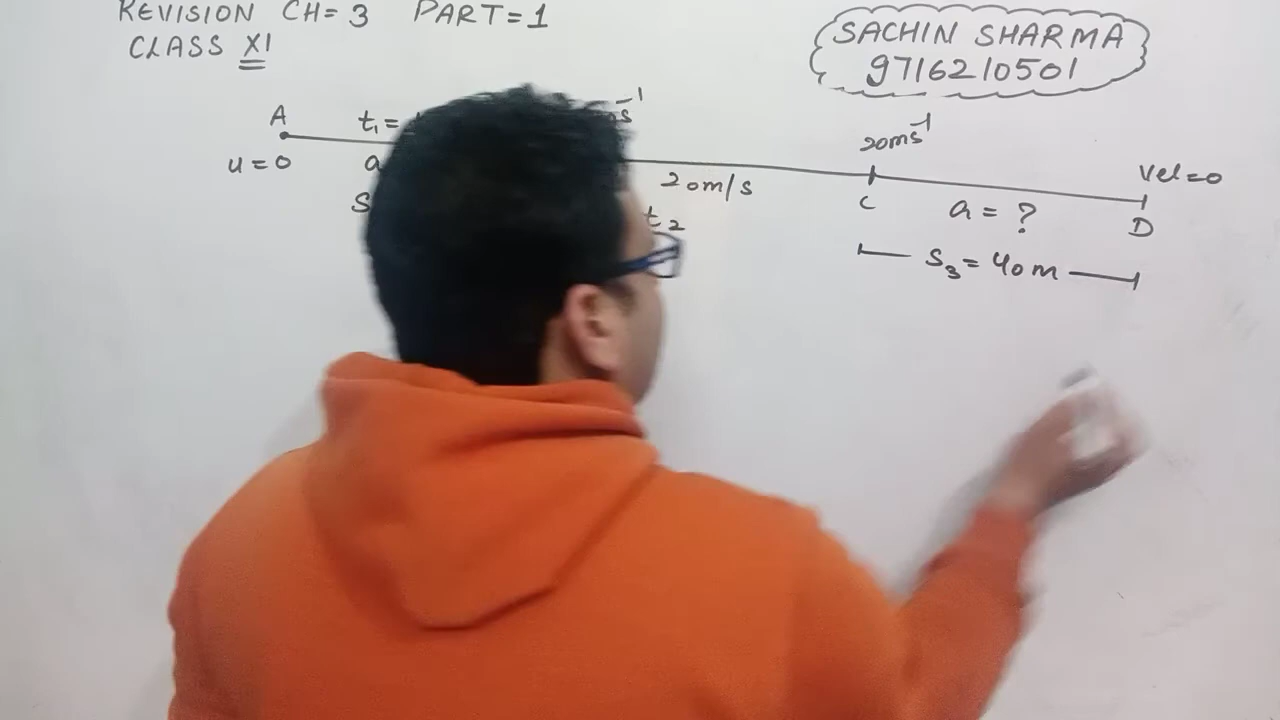 REVISION CH=3 PART=1
CLASS XI
SACHIN SHARMA
9716210501
A
t₁=
u=0
a
S
s⁻¹
20m/s
t₂
20ms⁻¹
C
a = ?
Vel=0
D
S₃= 40m